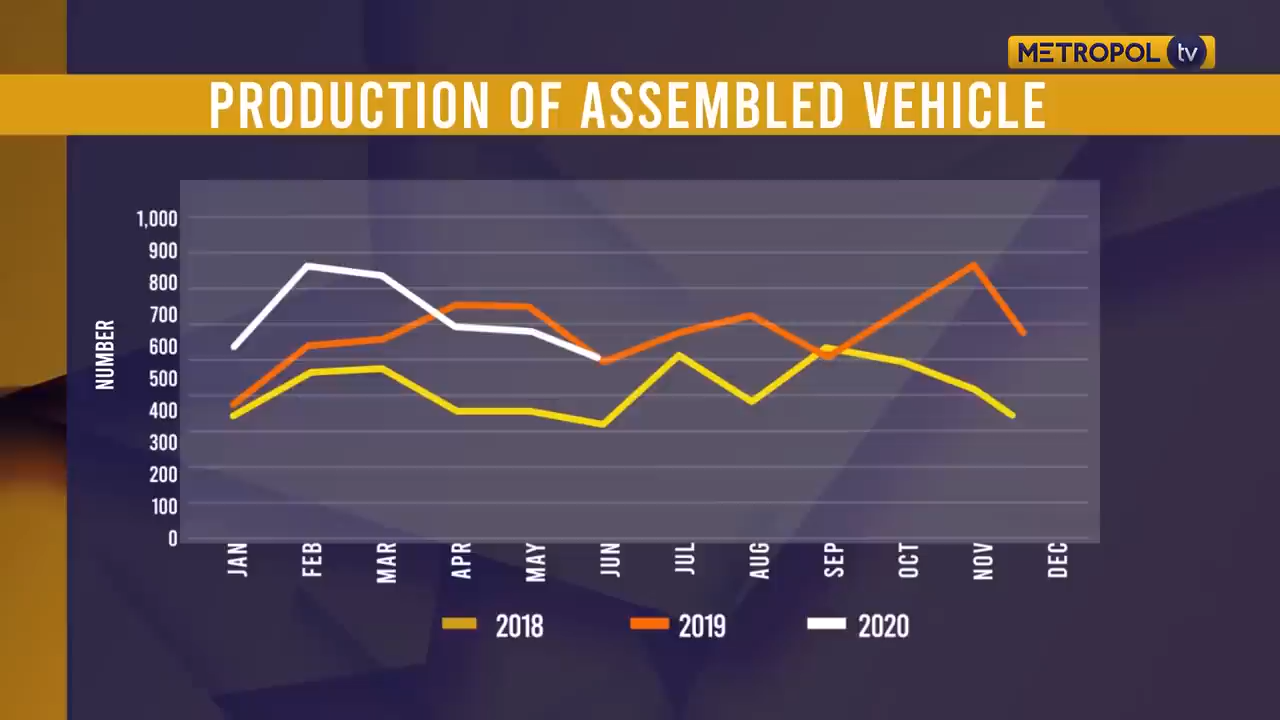 METROPOL tv
PRODUCTION OF ASSEMBLED VEHICLE
1,000
900
800
700
600
500
400
300
200
100
0
NUMBER
JAN FEB MAR APR MAY JUN JUL AUG SEP OCT NOV DEC
2018 2019 2020